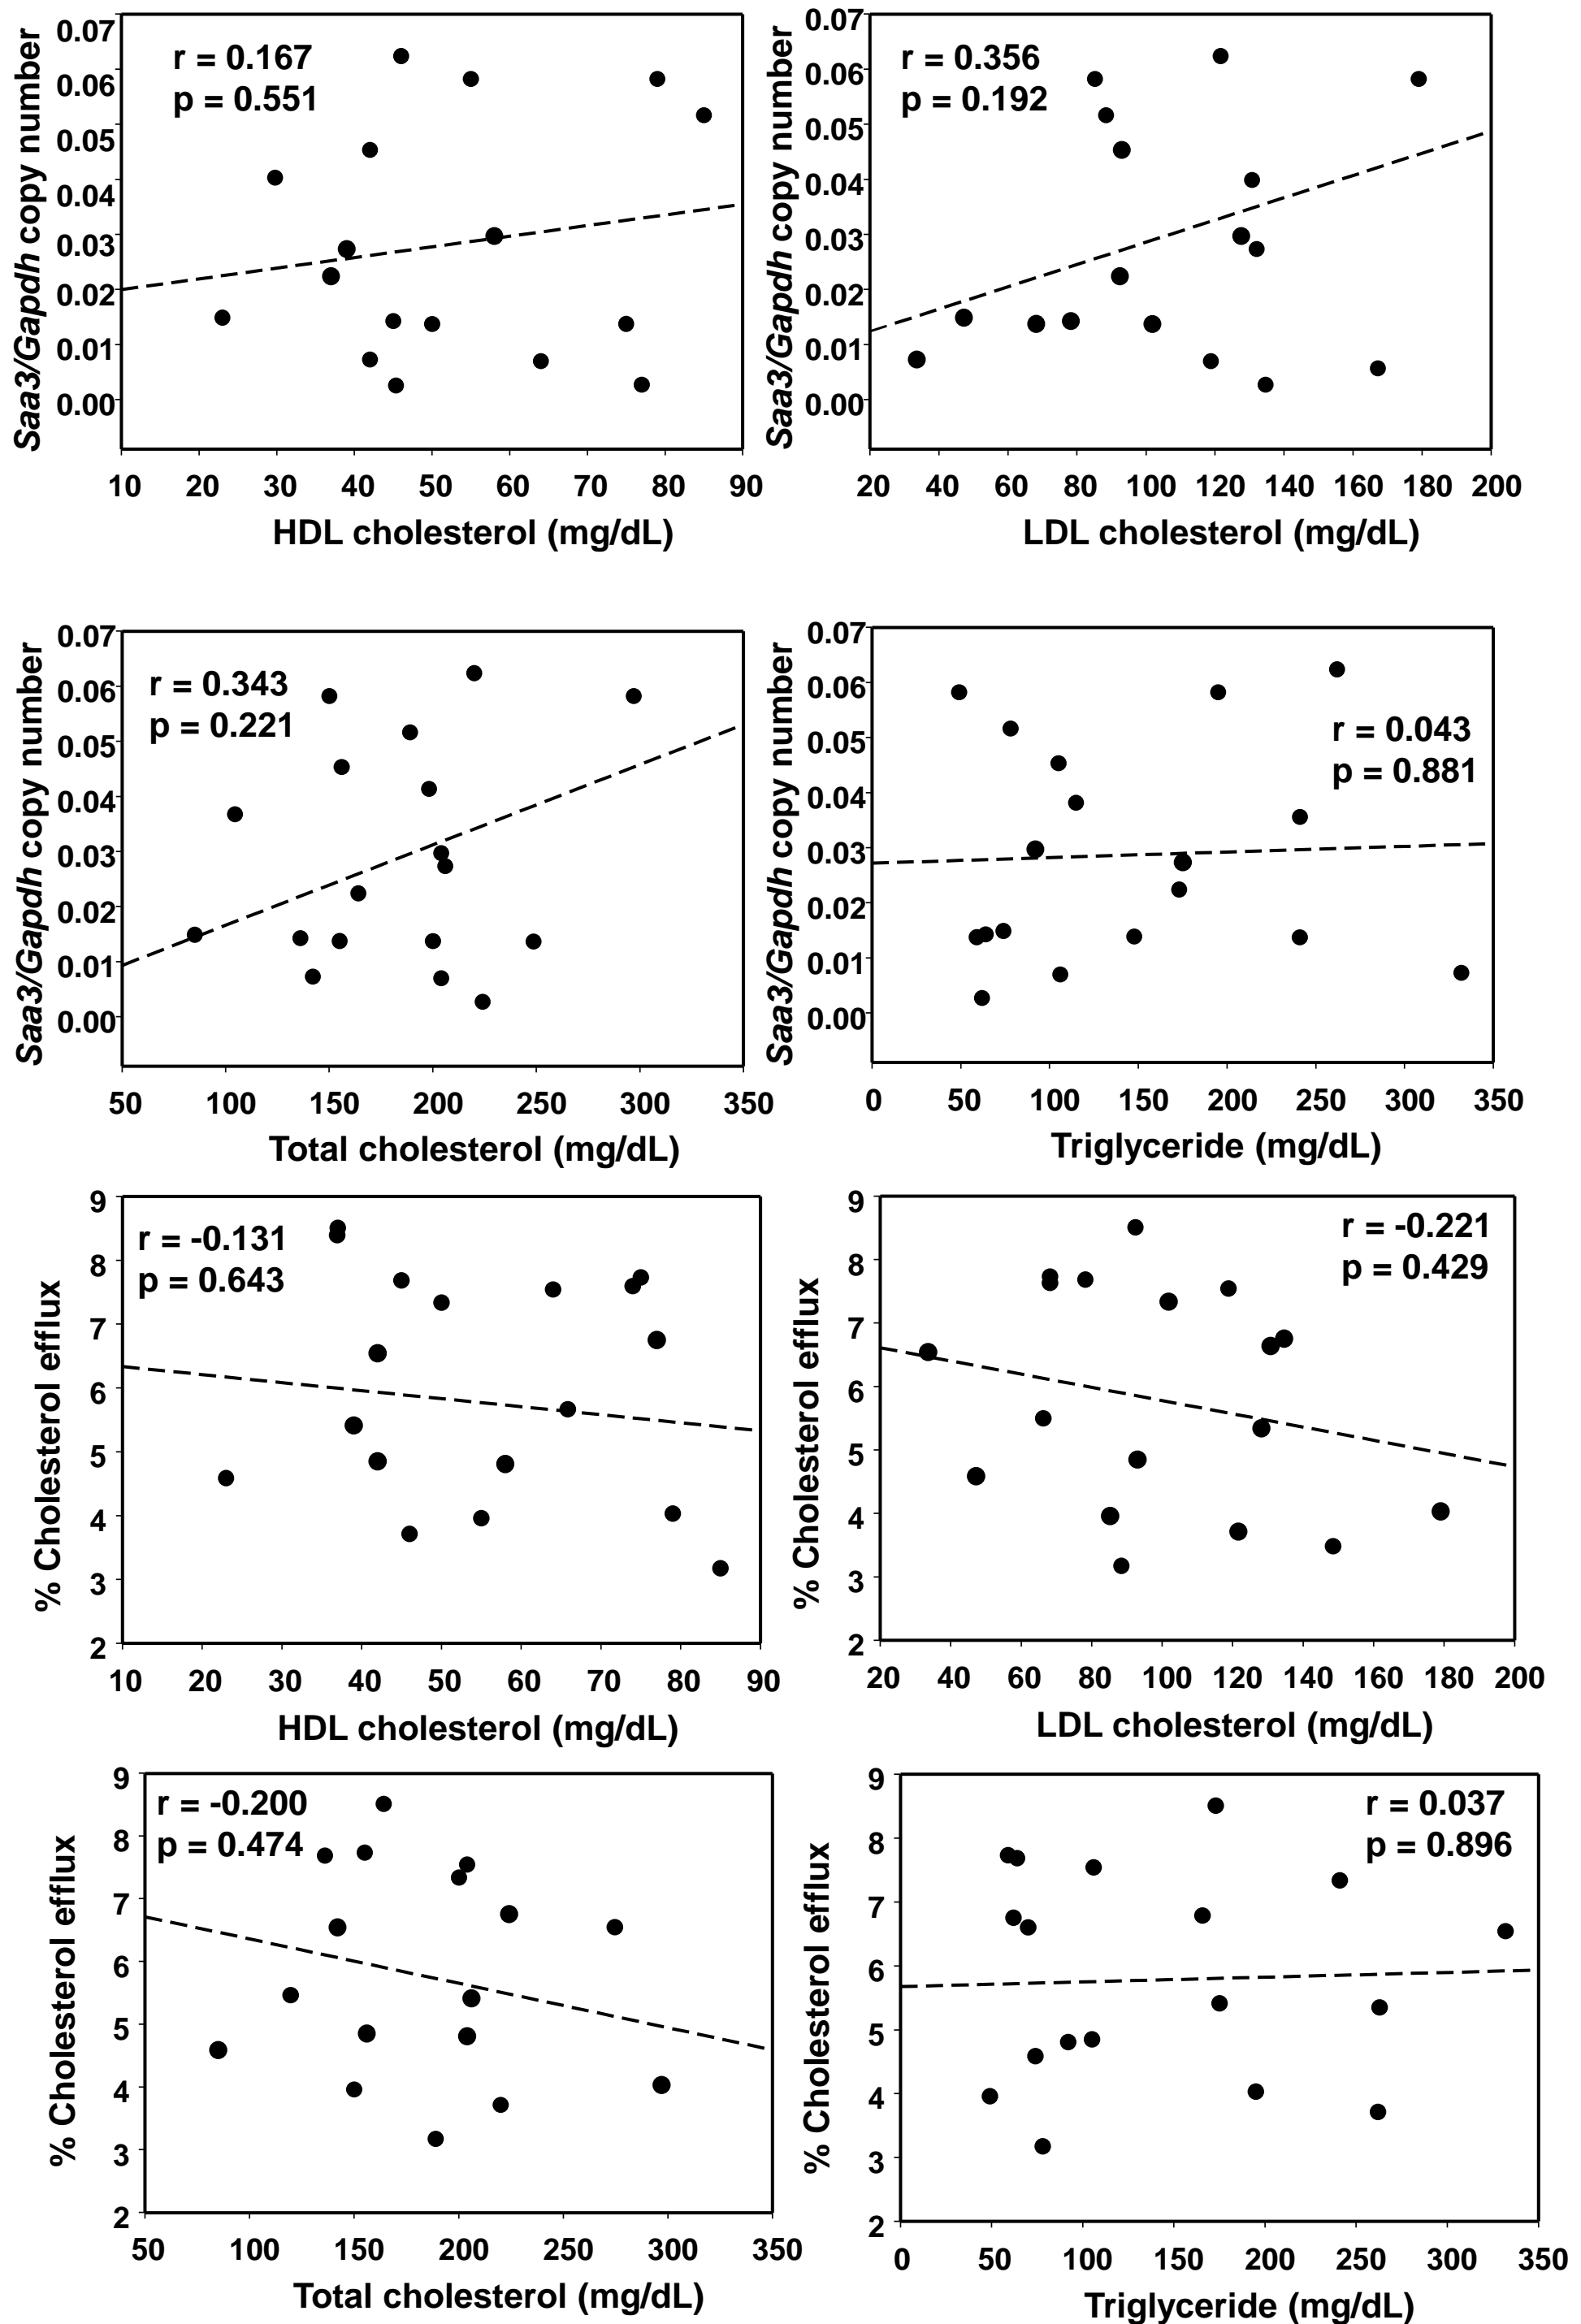 0.07
0.06
0.05
0.04
0.03
0.02
0.01
0.00
Saa3/Gapdh copy number
r = 0.167
p = 0.551
10 20 30 40 50 60 70 80 90
HDL cholesterol (mg/dL)
0.07
0.06
0.05
0.04
0.03
0.02
0.01
0.00
Saa3/Gapdh copy number
r = 0.356
p = 0.192
20 40 60 80 100 120 140 160 180 200
LDL cholesterol (mg/dL)
0.07
0.06
0.05
0.04
0.03
0.02
0.01
0.00
Saa3/Gapdh copy number
r = 0.343
p = 0.221
50 100 150 200 250 300 350
Total cholesterol (mg/dL)
0.07
0.06
0.05
0.04
0.03
0.02
0.01
0.00
Saa3/Gapdh copy number
r = 0.043
p = 0.881
0 50 100 150 200 250 300 350
Triglyceride (mg/dL)
9
8
7
6
5
4
3
2
% Cholesterol efflux
r = -0.131
p = 0.643
10 20 30 40 50 60 70 80 90
HDL cholesterol (mg/dL)
9
8
7
6
5
4
3
2
% Cholesterol efflux
r = -0.221
p = 0.429
20 40 60 80 100 120 140 160 180 200
LDL cholesterol (mg/dL)
9
8
7
6
5
4
3
2
% Cholesterol efflux
r = -0.200
p = 0.474
50 100 150 200 250 300 350
Total cholesterol (mg/dL)
9
8
7
6
5
4
3
2
% Cholesterol efflux
r = 0.037
p = 0.896
0 50 100 150 200 250 300 350
Triglyceride (mg/dL)